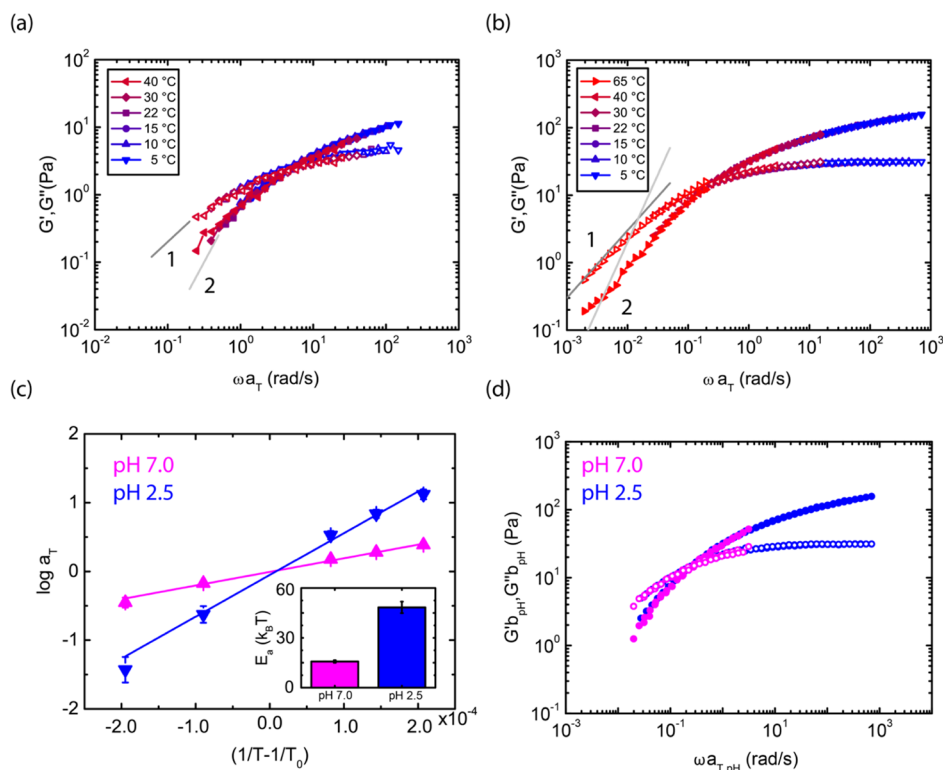 (a)
10²
10¹
10⁰
10⁻¹
10⁻²
G',G''(Pa)
40 °C
30 °C
22 °C
15 °C
10 °C
5 °C
1
2
10⁻² 10⁻¹ 10⁰ 10¹ 10² 10³
ωa_T (rad/s)
(b)
10³
10²
10¹
10⁰
10⁻¹
G',G''(Pa)
65 °C
40 °C
30 °C
22 °C
15 °C
10 °C
5 °C
1
2
10⁻³ 10⁻² 10⁻¹ 10⁰ 10¹ 10² 10³
ωa_T (rad/s)
(c)
2
1
0
-1
-2
log a_T
pH 7.0
pH 2.5
60
30
0
E_a (k_BT)
pH 7.0 pH 2.5
-2.0 -1.0 0.0 1.0 2.0
x10⁻⁴
(1/T-1/T₀)
(d)
10³
10²
10¹
10⁰
10⁻¹
G'b_pH,G''b_pH (Pa)
pH 7.0
pH 2.5
10⁻³ 10⁻¹ 10¹ 10³
ωa_T,pH (rad/s)